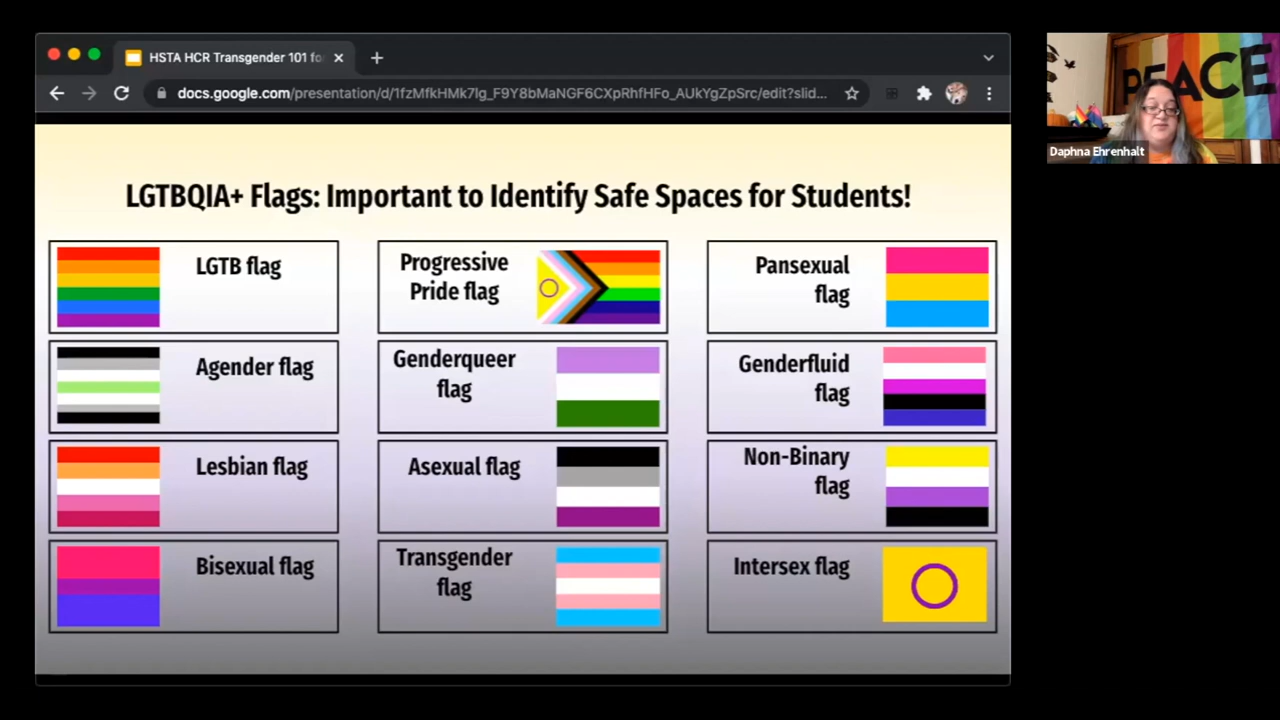 HSTA HCR Transgender 101 fo
docs.google.com/presentation/d/1fzMfkHMk7lg_F9Y8bMaNGF6CXpRhfHFo_AUkYgZpSrc/edit?slid...
PEACE
Daphna Ehrenhalt
LGTBQIA+ Flags: Important to Identify Safe Spaces for Students!
LGTB flag
Progressive
Pride flag
Pansexual
flag
Agender flag
Genderqueer
flag
Genderfluid
flag
Lesbian flag
Asexual flag
Non-Binary
flag
Bisexual flag
Transgender
flag
Intersex flag